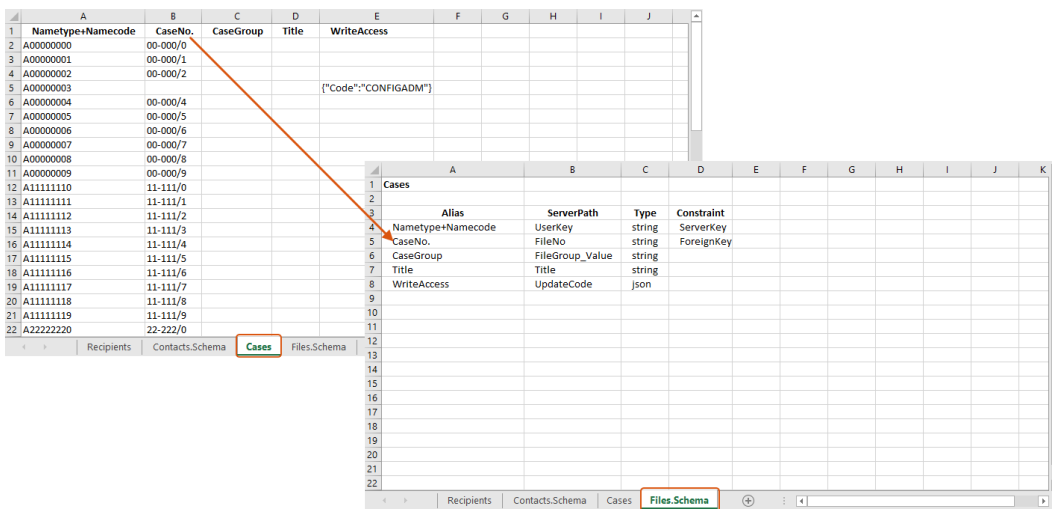 A B C D E F G H I J
1 Nametype+Namecode CaseNo. CaseGroup Title WriteAccess
2 A00000000 00-000/0
3 A00000001 00-000/1
4 A00000002 00-000/2
5 A00000003 {"Code":"CONFIGADM"}
6 A00000004 00-000/4
7 A00000005 00-000/5
8 A00000006 00-000/6
9 A00000007 00-000/7
10 A00000008 00-000/8
11 A00000009 00-000/9
12 A11111110 11-111/0
13 A11111111 11-111/1
14 A11111112 11-111/2
15 A11111113 11-111/3
16 A11111114 11-111/4
17 A11111115 11-111/5
18 A11111116 11-111/6
19 A11111117 11-111/7
20 A11111118 11-111/8
21 A11111119 11-111/9
22 A22222220 22-222/0
Recipients Contacts.Schema Cases Files.Schema
A B C D E F G H I J K
1 Cases
2
3 Alias ServerPath Type Constraint
4 Nametype+Namecode UserKey string ServerKey
5 CaseNo. FileNo string ForeignKey
6 CaseGroup FileGroup_Value string
7 Title Title string
8 WriteAccess UpdateCode json
9
10
11
12
13
14
15
16
17
18
19
20
21
22
Recipients Contacts.Schema Cases Files.Schema